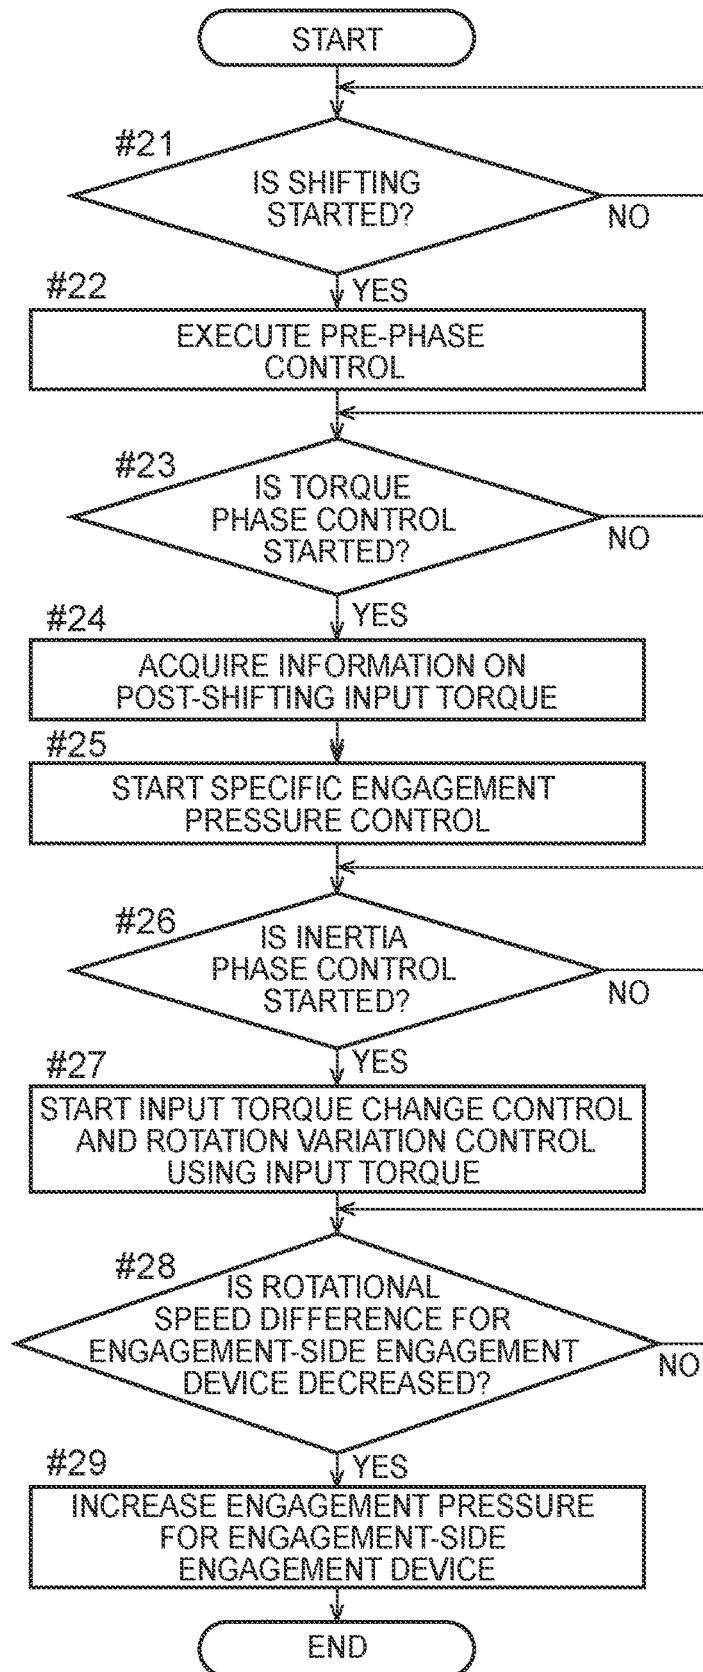 START
#21
IS SHIFTING
STARTED?
NO
YES
#22
EXECUTE PRE-PHASE
CONTROL
#23
IS TORQUE
PHASE CONTROL
STARTED?
NO
YES
#24
ACQUIRE INFORMATION ON
POST-SHIFTING INPUT TORQUE
#25
START SPECIFIC ENGAGEMENT
PRESSURE CONTROL
#26
IS INERTIA
PHASE CONTROL
STARTED?
NO
YES
#27
START INPUT TORQUE CHANGE CONTROL
AND ROTATION VARIATION CONTROL
USING INPUT TORQUE
#28
IS ROTATIONAL
SPEED DIFFERENCE FOR
ENGAGEMENT-SIDE ENGAGEMENT
DEVICE DECREASED?
NO
YES
#29
INCREASE ENGAGEMENT PRESSURE
FOR ENGAGEMENT-SIDE
ENGAGEMENT DEVICE
END